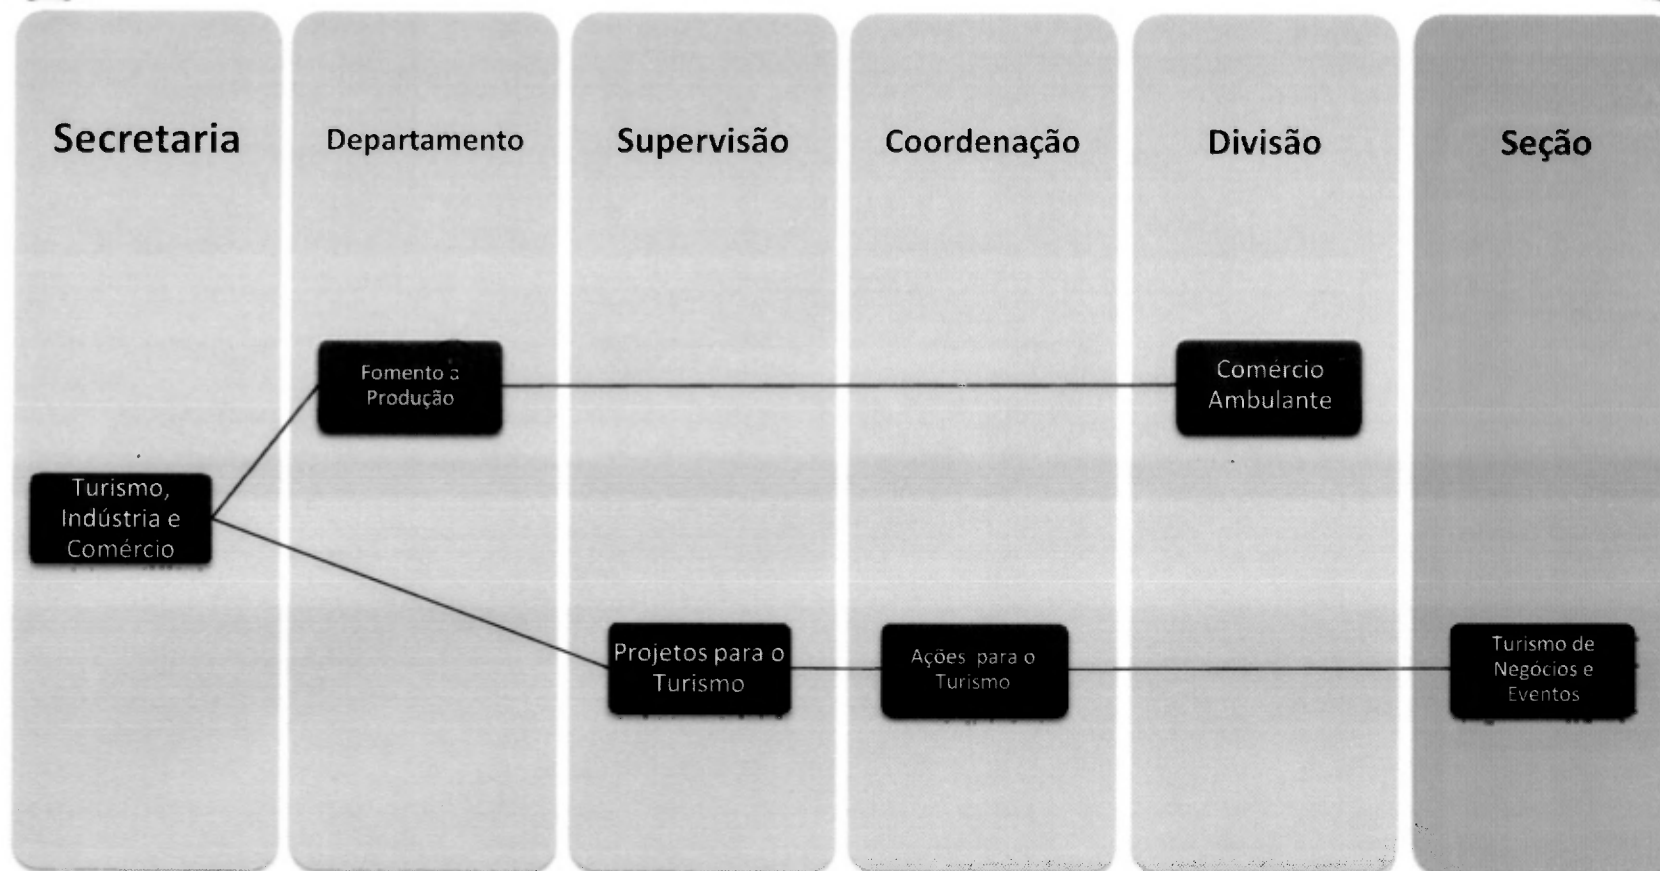 Secretaria
Departamento
Supervisão
Coordenação
Divisão
Seção
Fomento a
Produção
Comércio
Ambulante
Turismo,
Indústria e
Comércio
Projetos para o
Turismo
Ações para o
Turismo
Turismo de
Negócios e
Eventos